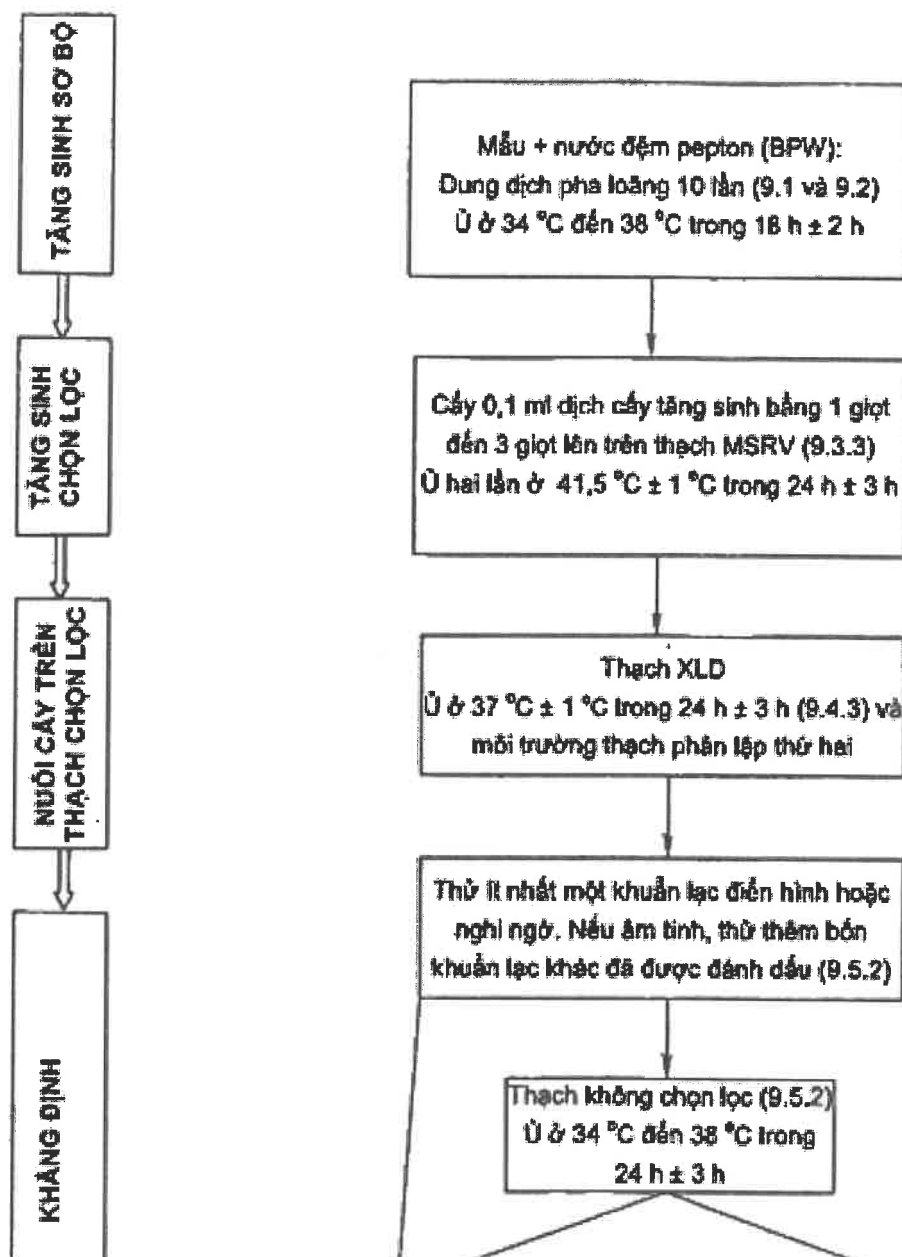 TĂNG SINH SƠ BỘ
Mẫu + nước đệm pepton (BPW):
Dung dịch pha loãng 10 lần (9.1 và 9.2)
Ủ ở 34 °C đến 38 °C trong 18 h ± 2 h
TĂNG SINH
CHỌN LỌC
Cấy 0,1 ml dịch cấy tăng sinh bằng 1 giọt
đến 3 giọt lên trên thạch MSRV (9.3.3)
Ủ hai lần ở 41,5 °C ± 1 °C trong 24 h ± 3 h
NUÔI CẤY TRÊN
THẠCH CHỌN LỌC
Thạch XLD
Ủ ở 37 °C ± 1 °C trong 24 h ± 3 h (9.4.3) và
môi trường thạch phân lập thứ hai
KHẲNG ĐỊNH
Thử ít nhất một khuẩn lạc điển hình hoặc
nghi ngờ. Nếu âm tính, thử thêm bốn
khuẩn lạc khác đã được đánh dấu (9.5.2)
Thạch không chọn lọc (9.5.2)
Ủ ở 34 °C đến 38 °C trong
24 h ± 3 h